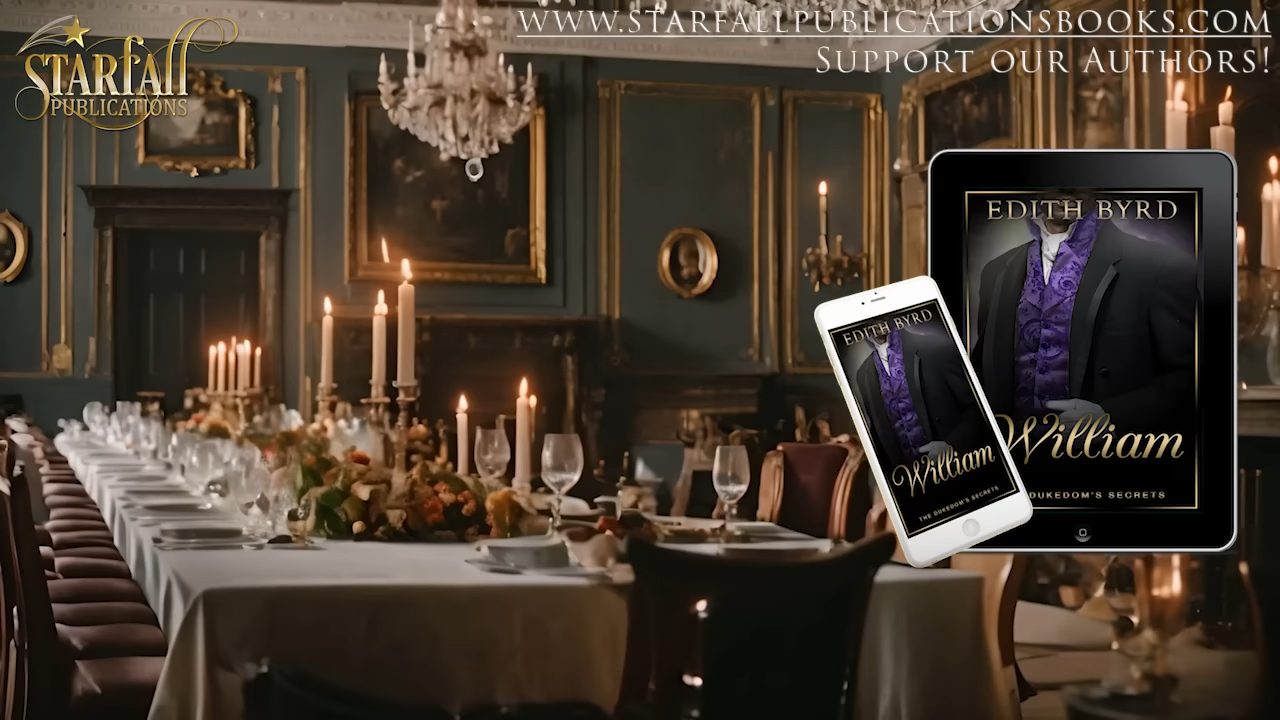 STARfall
PUBLICATIONS
WWW.STARFALLPUBLICATIONSBOOKS.COM
SUPPORT OUR AUTHORS!
EDITH BYRD
William
DUKEDOM'S SECRETS
EDITH BYRD
William
THE DUKEDOM'S SECRETS